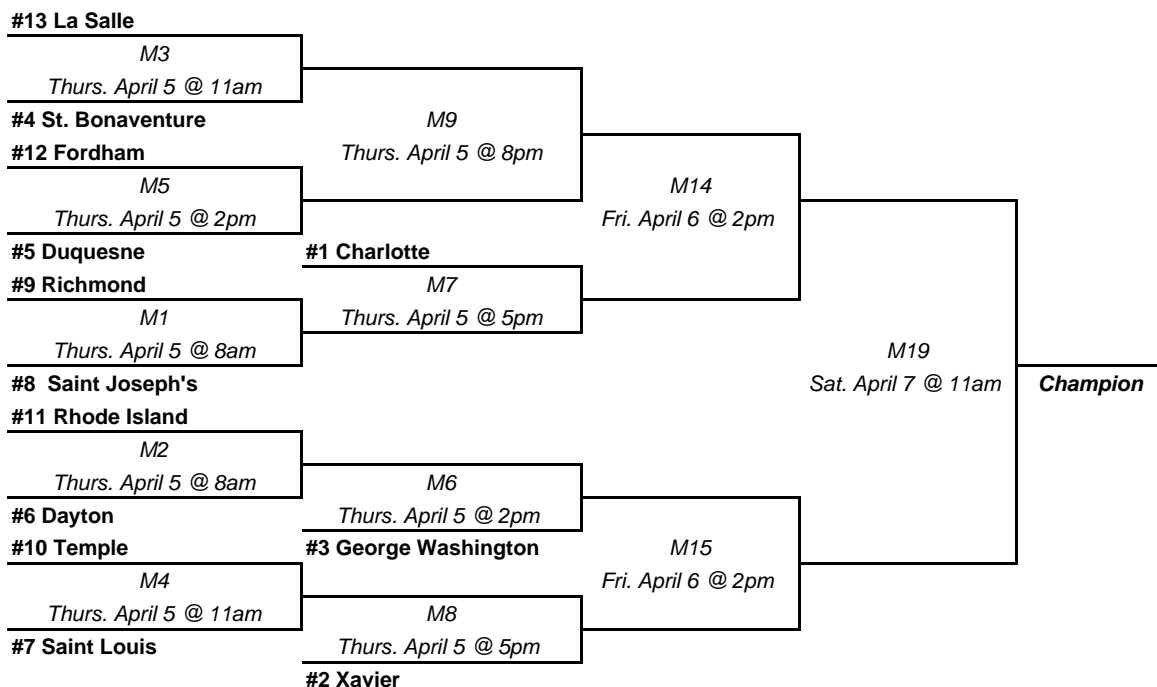 #13 La Salle
M3
Thurs. April 5 @ 11am
#4 St. Bonaventure
M9
#12 Fordham
Thurs. April 5 @ 8pm
M5
M14
Thurs. April 5 @ 2pm
Fri. April 6 @ 2pm
#5 Duquesne
#1 Charlotte
#9 Richmond
M7
M1
Thurs. April 5 @ 5pm
Thurs. April 5 @ 8am
M19
#8  Saint Joseph's
Sat. April 7 @ 11am
Champion
#11 Rhode Island
M2
Thurs. April 5 @ 8am
M6
#6 Dayton
Thurs. April 5 @ 2pm
#10 Temple
#3 George Washington
M15
M4
Fri. April 6 @ 2pm
Thurs. April 5 @ 11am
M8
#7 Saint Louis
Thurs. April 5 @ 5pm
#2 Xavier